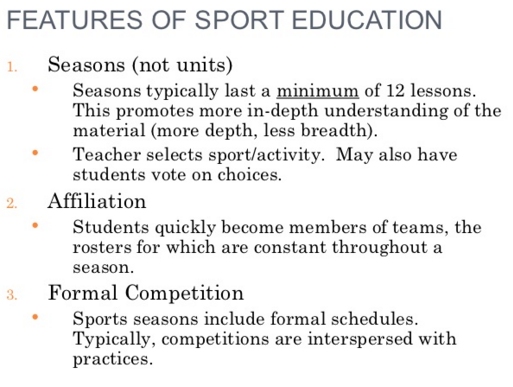 FEATURES OF SPORT EDUCATION
1. Seasons (not units)
• Seasons typically last a minimum of 12 lessons.
This promotes more in-depth understanding of the
material (more depth, less breadth).
• Teacher selects sport/activity. May also have
students vote on choices.
2. Affiliation
• Students quickly become members of teams, the
rosters for which are constant throughout a
season.
3. Formal Competition
• Sports seasons include formal schedules.
Typically, competitions are interspersed with
practices.